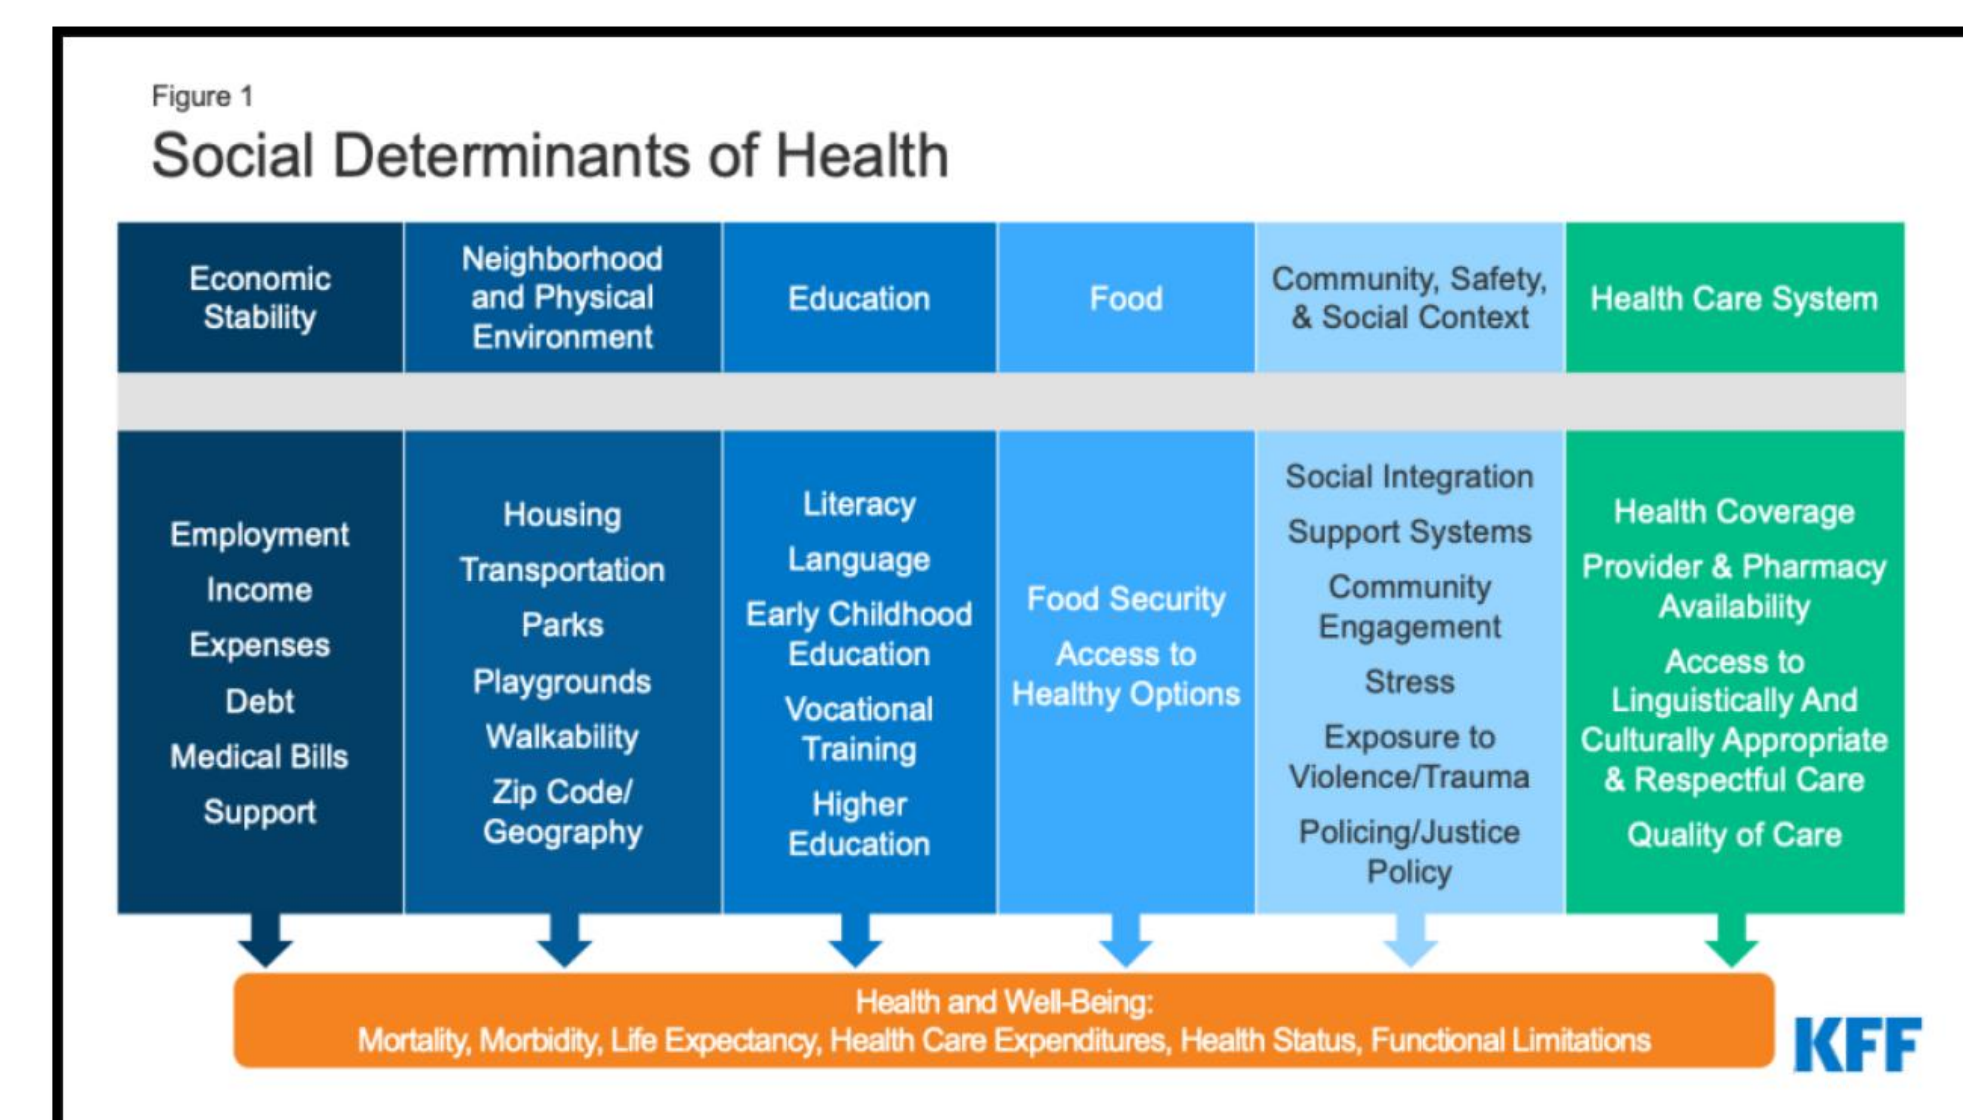 Figure 1
Social Determinants of Health
Economic
Stability
Neighborhood
and Physical
Environment
Education
Food
Community, Safety,
& Social Context
Health Care System
Employment
Income
Expenses
Debt
Medical Bills
Support
Housing
Transportation
Parks
Playgrounds
Walkability
Zip Code/
Geography
Literacy
Language
Early Childhood
Education
Vocational
Training
Higher
Education
Food Security
Access to
Healthy Options
Social Integration
Support Systems
Community
Engagement
Stress
Exposure to
Violence/Trauma
Policing/Justice
Policy
Health Coverage
Provider & Pharmacy
Availability
Access to
Linguistically And
Culturally Appropriate
& Respectful Care
Quality of Care
Health and Well-Being:
Mortality, Morbidity, Life Expectancy, Health Care Expenditures, Health Status, Functional Limitations
KFF